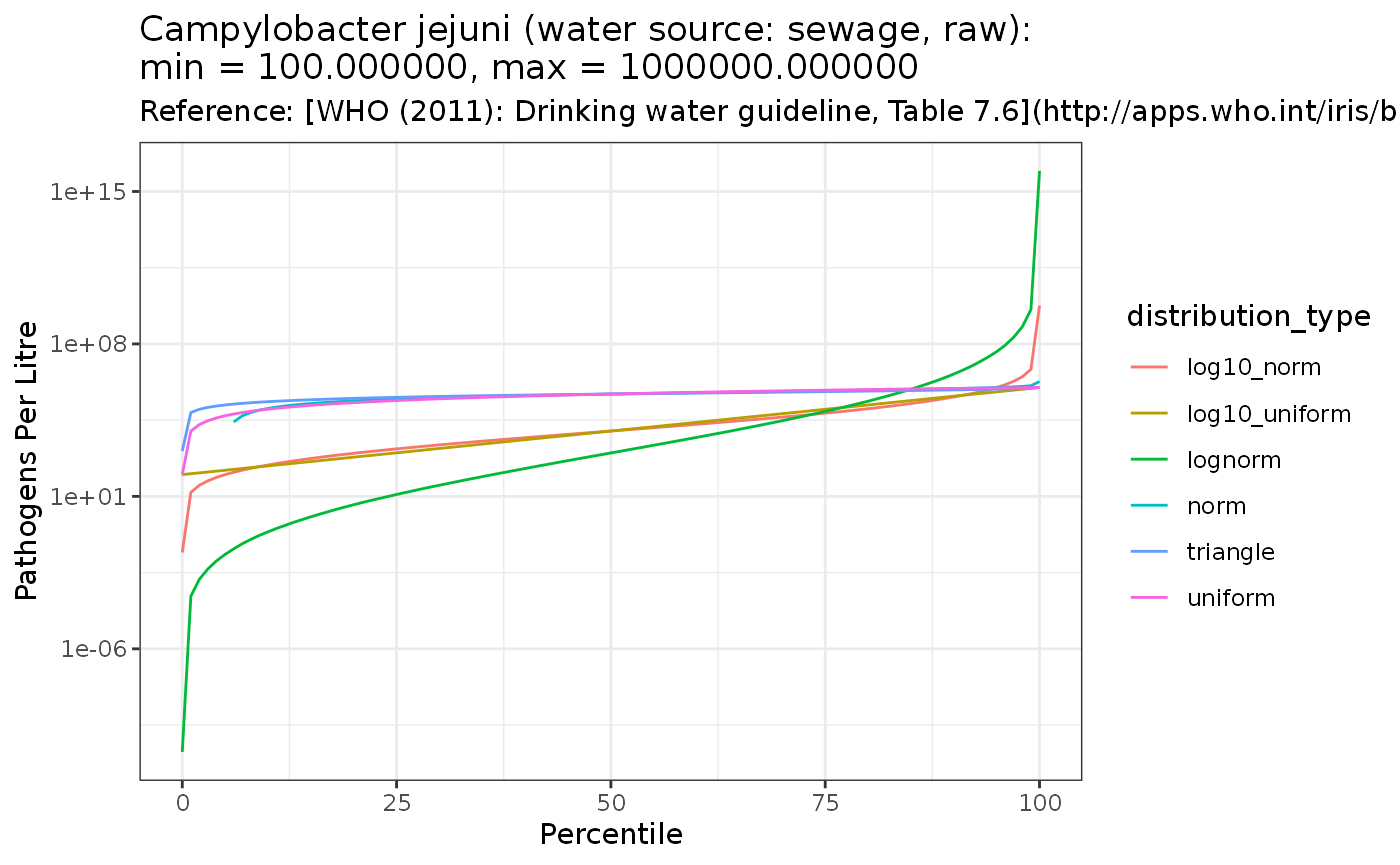 Campylobacter jejuni (water source: sewage, raw):
min = 100.000000, max = 1000000.000000
Reference: [WHO (2011): Drinking water guideline, Table 7.6](http://apps.who.int/iris/b
1e+15
1e+08
1e+01
1e-06
Pathogens Per Litre
0 25 50 75 100
Percentile
distribution_type
log10_norm
log10_uniform
lognorm
norm
triangle
uniform